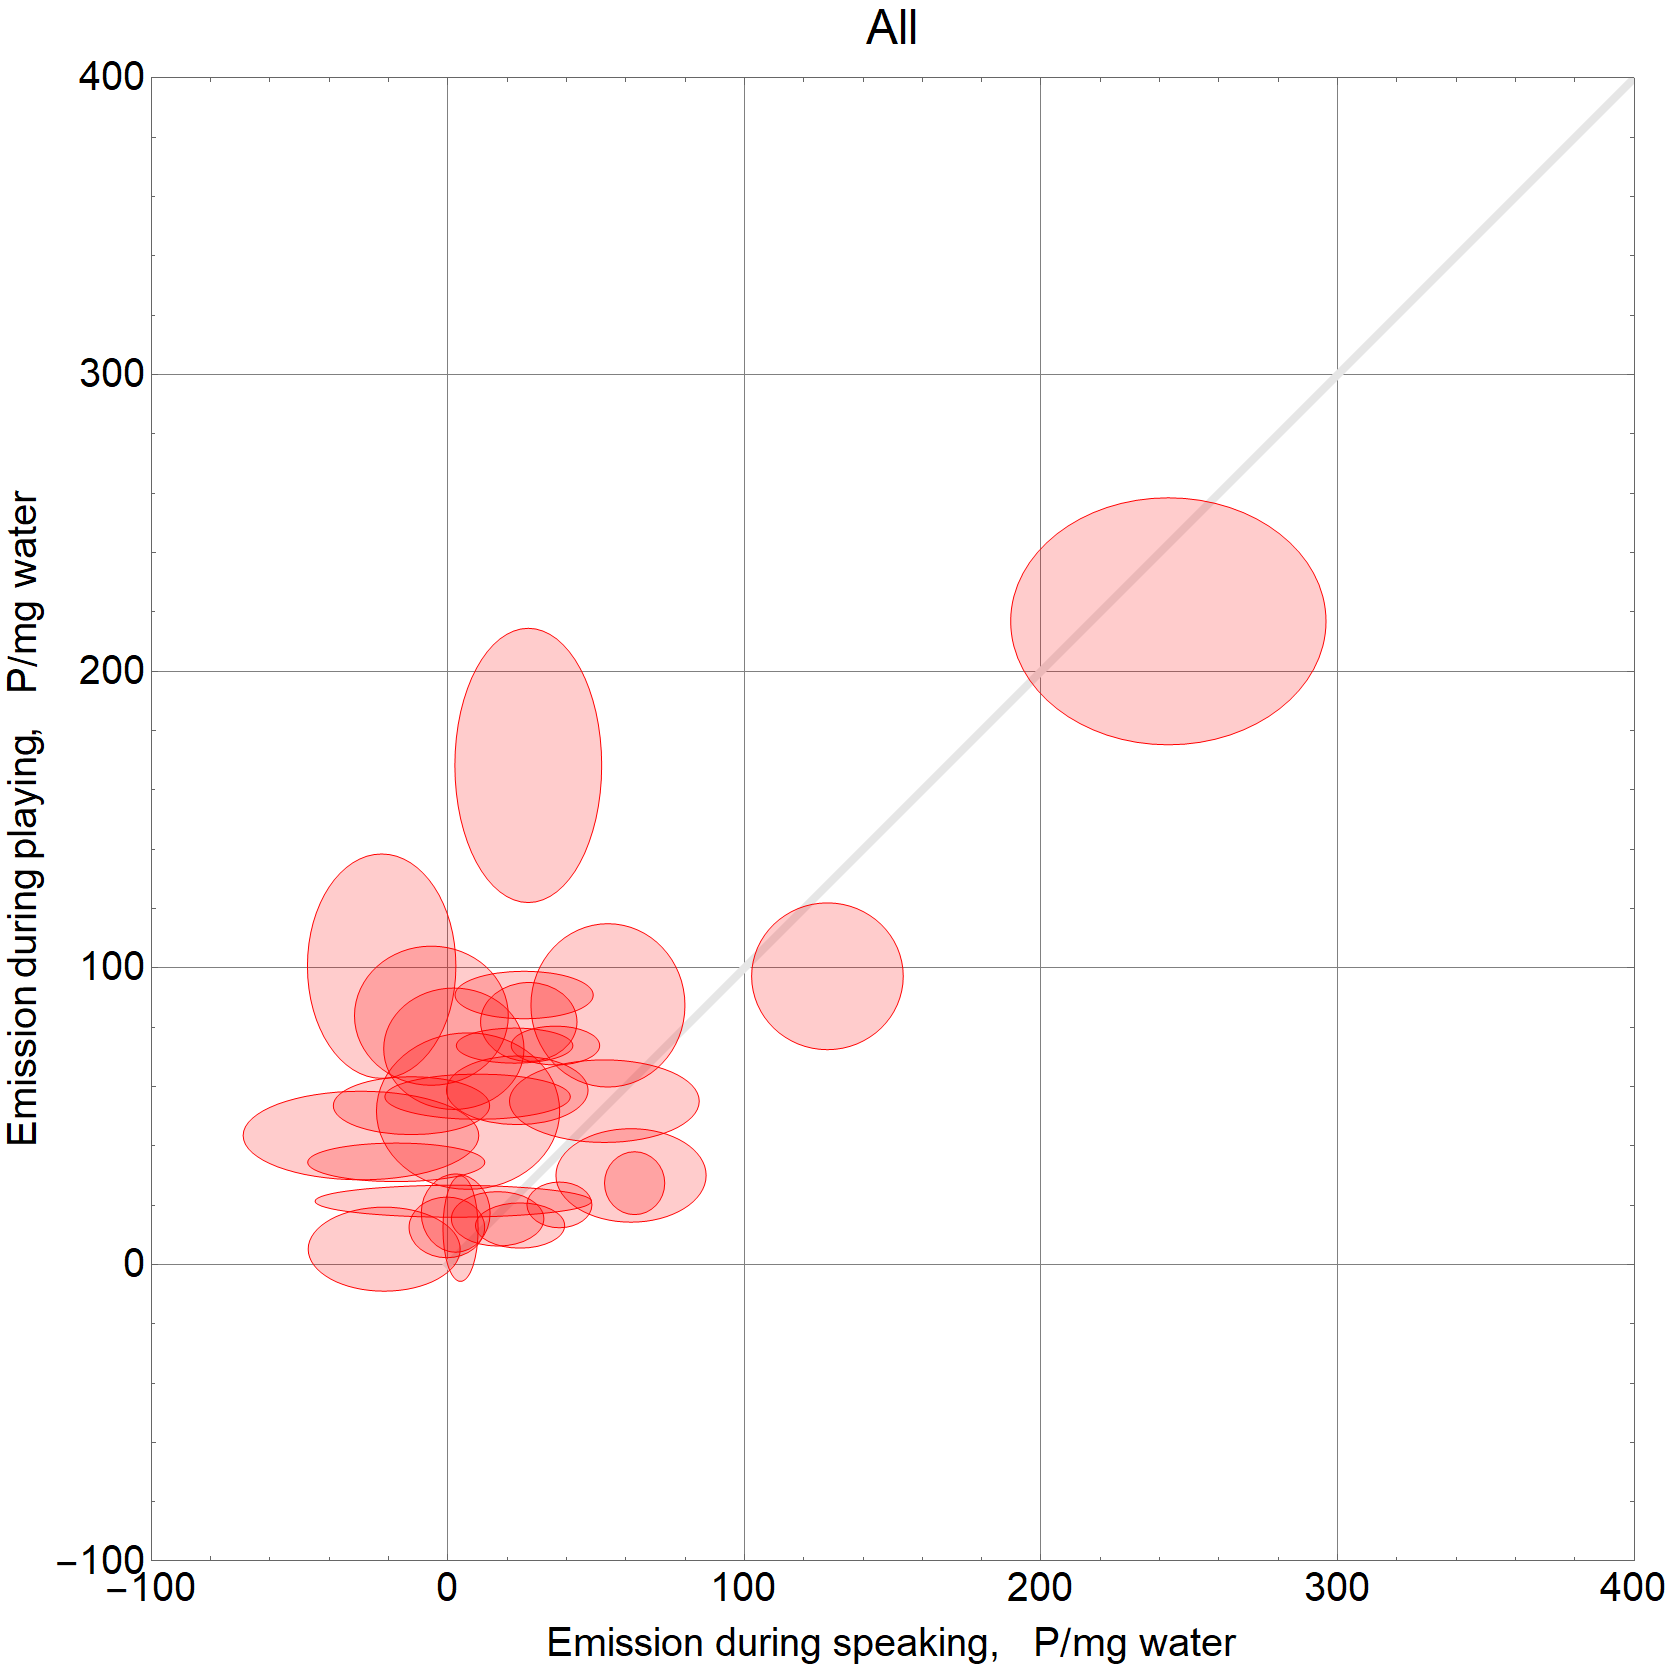 All
400
300
200
100
0
−100
−100 0 100 200 300 400
Emission during speaking, P/mg water
Emission during playing, P/mg water